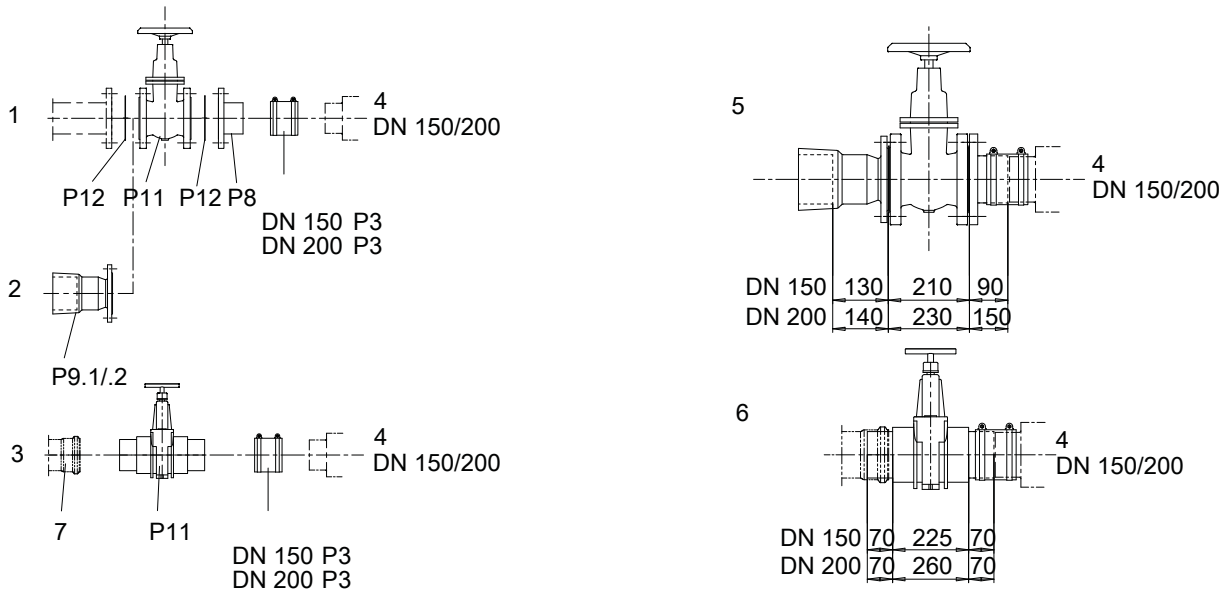 1
4
DN 150/200
P12 P11 P12 P8
DN 150 P3
DN 200 P3
2
P9.1/.2
3
4
DN 150/200
7
P11
DN 150 P3
DN 200 P3
5
4
DN 150/200
DN 150 130 210 90
DN 200 140 230 150
6
4
DN 150/200
DN 150 70 225 70
DN 200 70 260 70